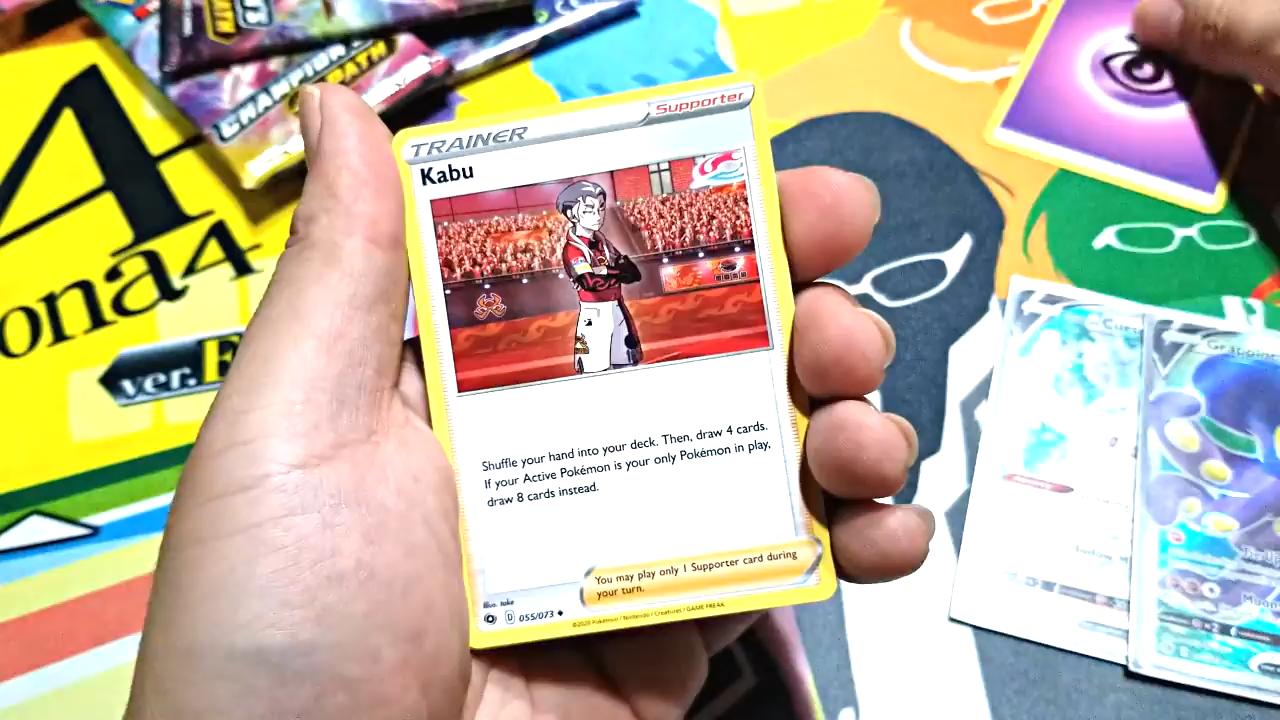 CHAMPION'S
PATH
4
ona4
ver.
TRAINER
Supporter
Kabu
Shuffle your hand into your deck. Then, draw 4 cards.
If your Active Pokémon is your only Pokémon in play,
draw 8 cards instead.
You may play only 1 Supporter card during
your turn.
Illus. take
D 055/073
©2020 Pokémon / Nintendo / Creatures / GAME FREAK